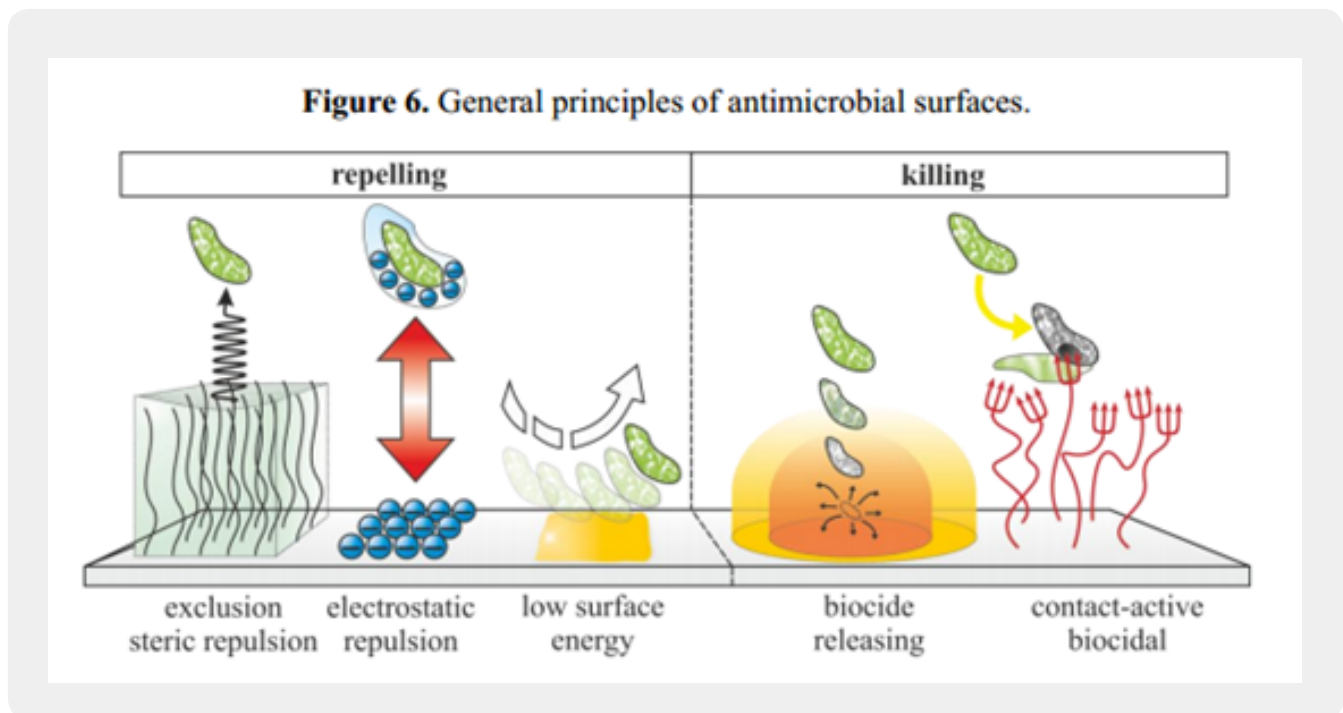 Figure 6. General principles of antimicrobial surfaces.
repelling
killing
exclusion
steric repulsion
electrostatic
repulsion
low surface
energy
biocide
releasing
contact-active
biocidal